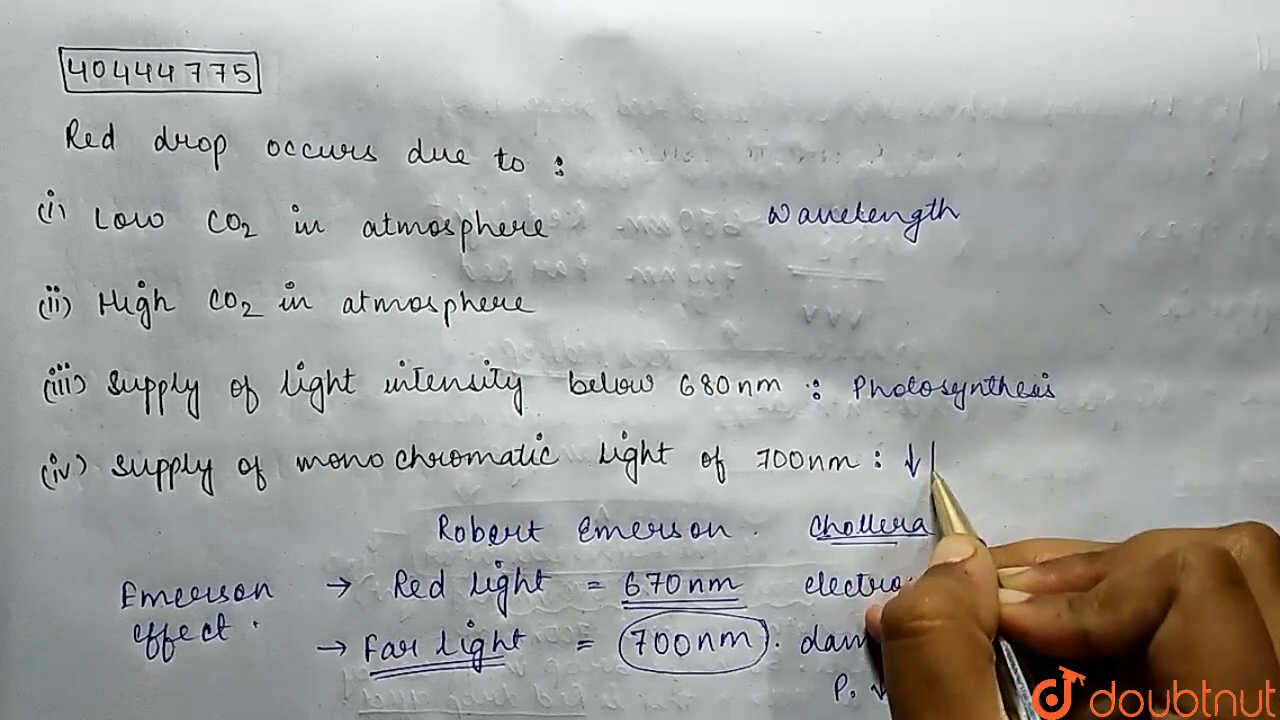 40444775
Red drop occurs due to :
(i) Low CO2 in atmosphere
Wavelength
(ii) High CO2 in atmosphere
(iii) Supply of light intensity below 680nm : Photosynthesis
(iv) Supply of monochromatic light of 700nm : ↓
Robert Emerson. Chollera
Emerson effect. → Red light = 670nm
→ Far light = 700nm.
P. ↓
doubtnut